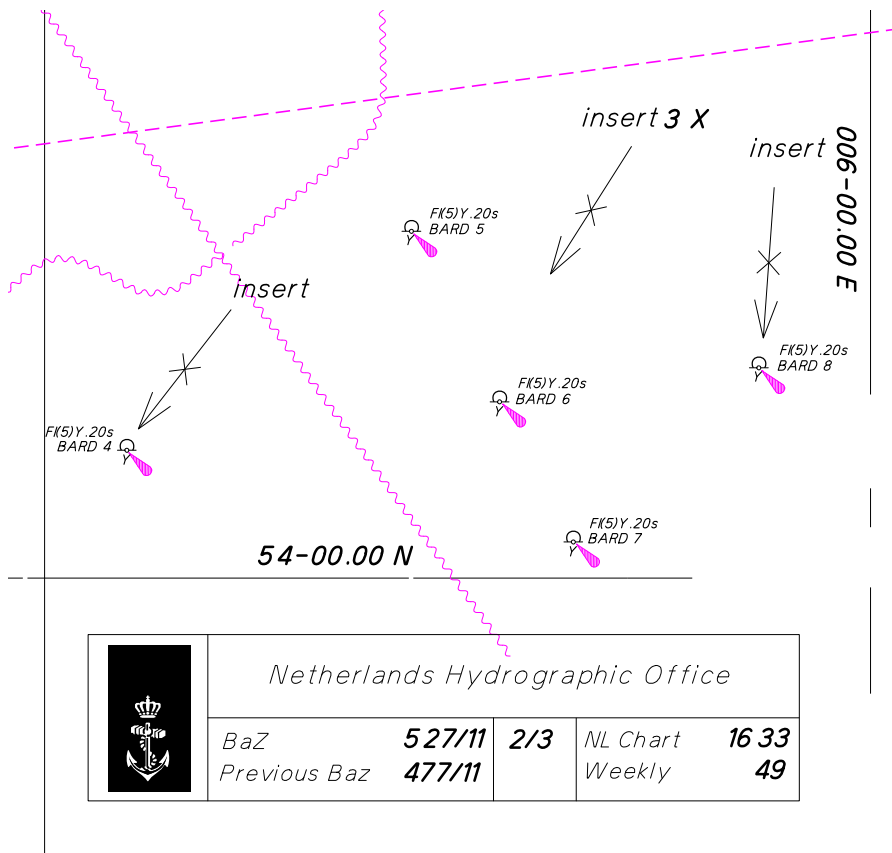 insert 3 X
insert
006-00.00 E
Fl(5)Y.20s
BARD 5
Y
insert
Fl(5)Y.20s
BARD 8
Y
Fl(5)Y.20s
BARD 6
Y
Fl(5)Y.20s
BARD 4
Y
Fl(5)Y.20s
BARD 7
Y
54-00.00 N
Netherlands Hydrographic Office
BaZ 527/11 2/3 NL Chart 1633
Previous Baz 477/11 Weekly 49